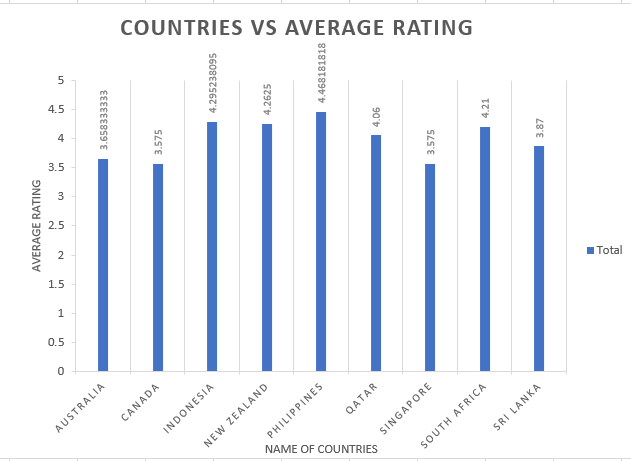 COUNTRIES VS AVERAGE RATING
5
4.5
4
3.5
3
2.5
2
1.5
1
0.5
0
AVERAGE RATING
3.658333333
3.575
4.295238095
4.2625
4.468181818
4.06
3.575
4.21
3.87
Total
AUSTRALIA
CANADA
INDONESIA
NEW ZEALAND
PHILIPPINES
QATAR
SINGAPORE
SOUTH AFRICA
SRI LANKA
NAME OF COUNTRIES